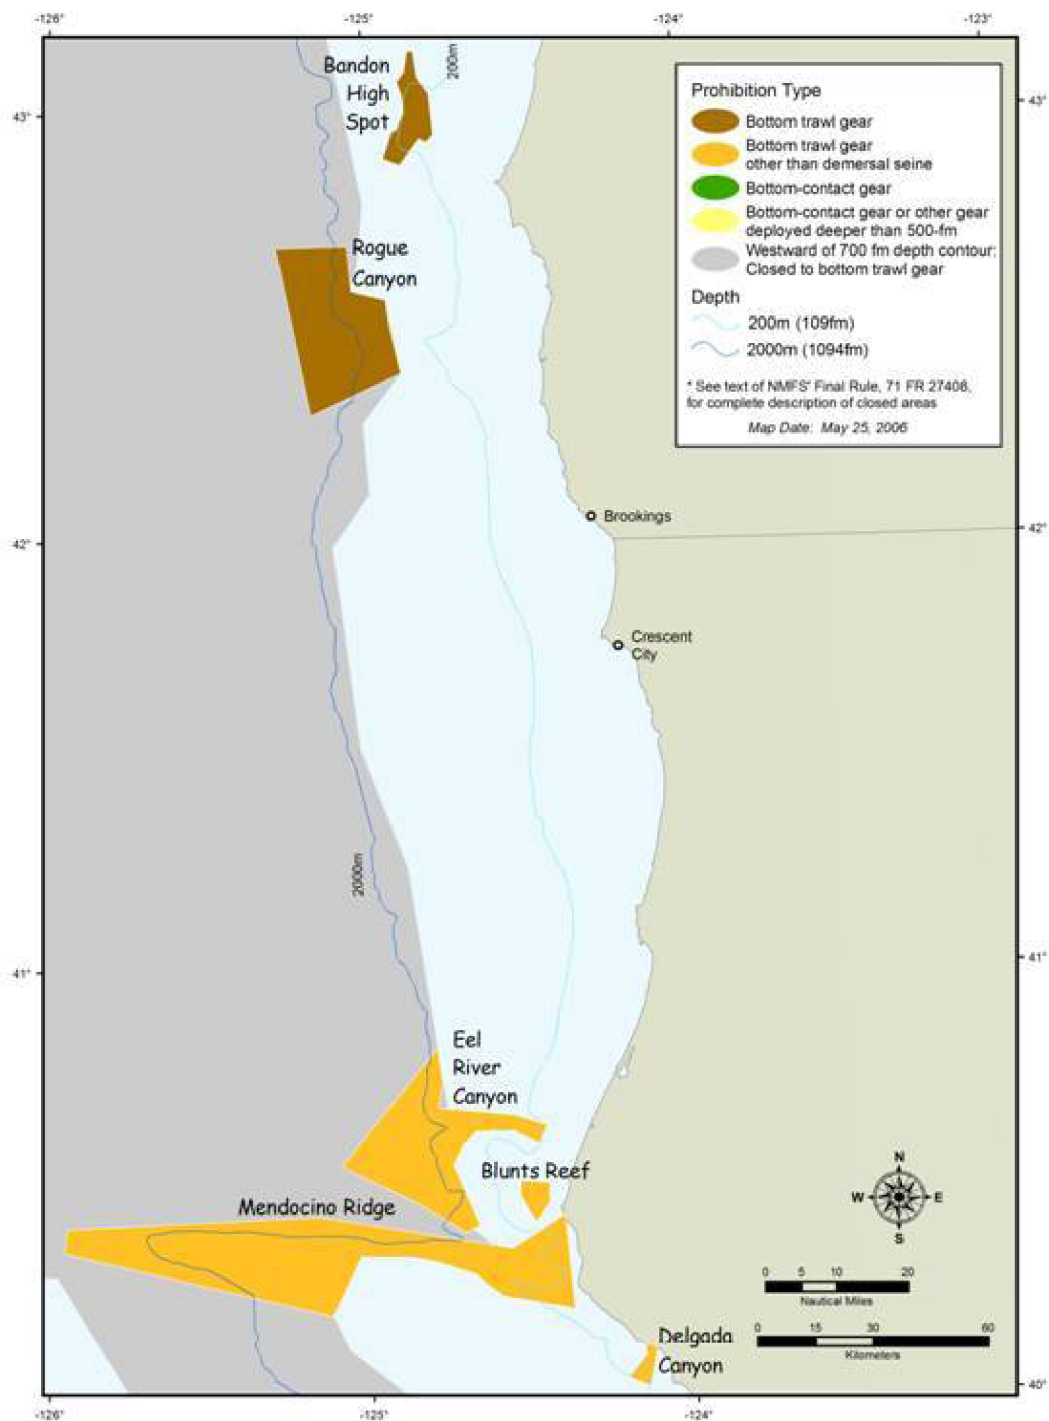 -126°
-125°
-124°
-123°
Bandon
High
Spot
200m
43°
43°
Prohibition Type
Bottom trawl gear
Bottom trawl gear
other than demersal seine
Bottom-contact gear
Bottom-contact gear or other gear
deployed deeper than 500-fm
Westward of 700 fm depth contour:
Closed to bottom trawl gear
Depth
200m (109fm)
2000m (1094fm)
* See text of NMFS' Final Rule, 71 FR 27408,
for complete description of closed areas
Map Date: May 25, 2006
Rogue
Canyon
Brookings
42°
42°
Crescent
City
2000m
41°
41°
Eel
River
Canyon
Blunts Reef
Mendocino Ridge
N
W
E
S
0 5 10 20
Nautical Miles
0 15 30 60
Kilometers
Delgada
Canyon
40°
-126°
-125°
-124°